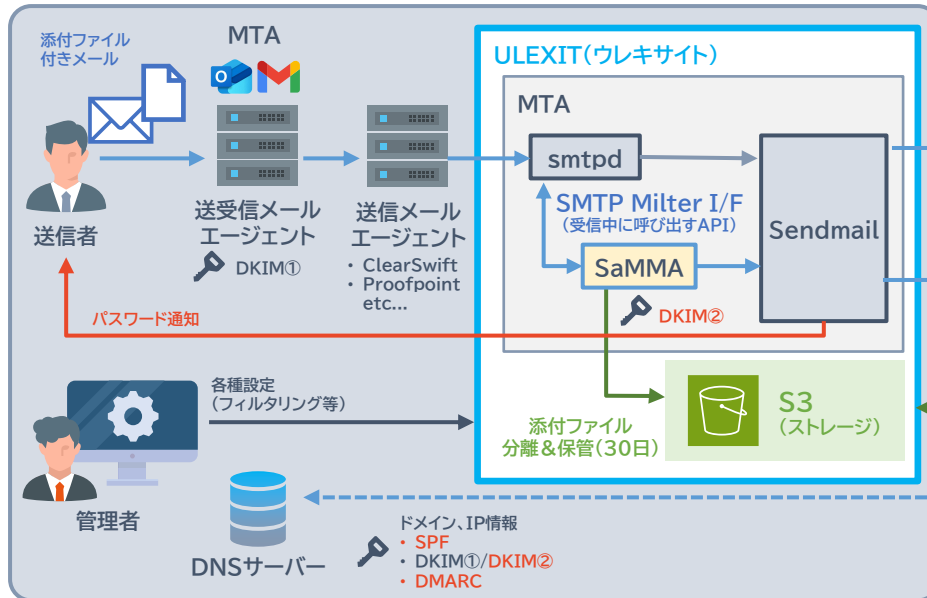 添付ファイル
付きメール
MTA
送信者
送受信メール
エージェント
DKIM①
送信メール
エージェント
・ ClearSwift
・ Proofpoint
etc...
ULEXIT(ウレキサイト)
MTA
smtpd
SMTP Milter I/F
(受信中に呼び出すAPI)
SaMMA
DKIM②
Sendmail
パスワード通知
各種設定
(フィルタリング等)
管理者
添付ファイル
分離&保管(30日)
S3
(ストレージ)
DNSサーバー
ドメイン、IP情報
・ SPF
・ DKIM①/DKIM②
・ DMARC